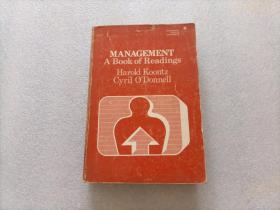 MANAGEMENT
A Book of Readings
Harold Koontz
Cyril O'Donnell